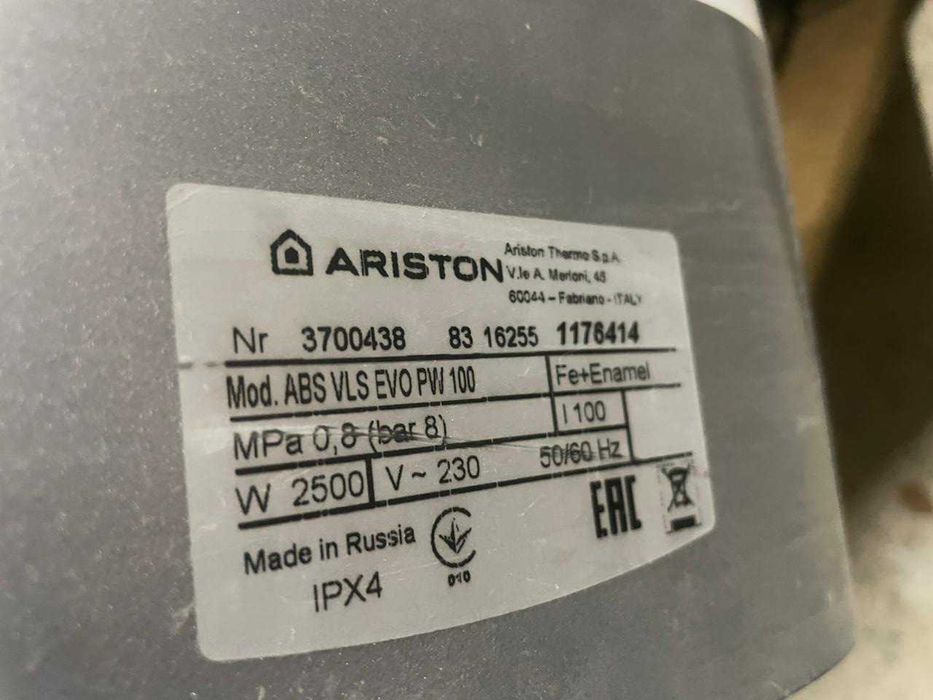 ARISTON
Ariston Thermo S.p.A.
V.le A. Merloni, 45
60044 – Fabriano - ITALY
Nr 3700438 83 16255 1176414
Mod. ABS VLS EVO PW 100 Fe+Enamel
MPa 0,8 (bar 8) l 100
W 2500 V ~ 230 50/60 Hz
Made in Russia 010 EAC
IPX4